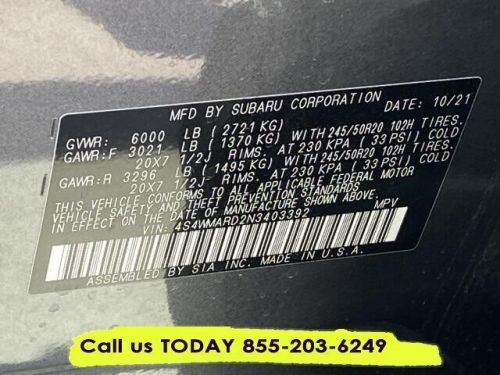 MFD BY SUBARU CORPORATION DATE: 10/21
GVWR: 6000 LB (2721 KG)
GAWR:F 3021 LB (1370 KG) WITH 245/50R20 102H TIRES.
20X7 1/2J RIMS. AT 230 KPA (33 PSI) COLD
GAWR:R 3296 LB (1495 KG) WITH 245/50R20 102H TIRES.
20X7 1/2J RIMS. AT 230 KPA (33 PSI) COLD
THIS VEHICLE CONFORMS TO ALL APPLICABLE FEDERAL MOTOR
VEHICLE SAFETY AND THEFT PREVENTION STANDARDS
IN EFFECT ON THE DATE OF MANUFACTURE SHOWN ABOVE.
VIN: 4S4WMARD2N3403392 MPV
ASSEMBLED BY SIA INC. MADE IN U.S.A.
Call us TODAY 855-203-6249